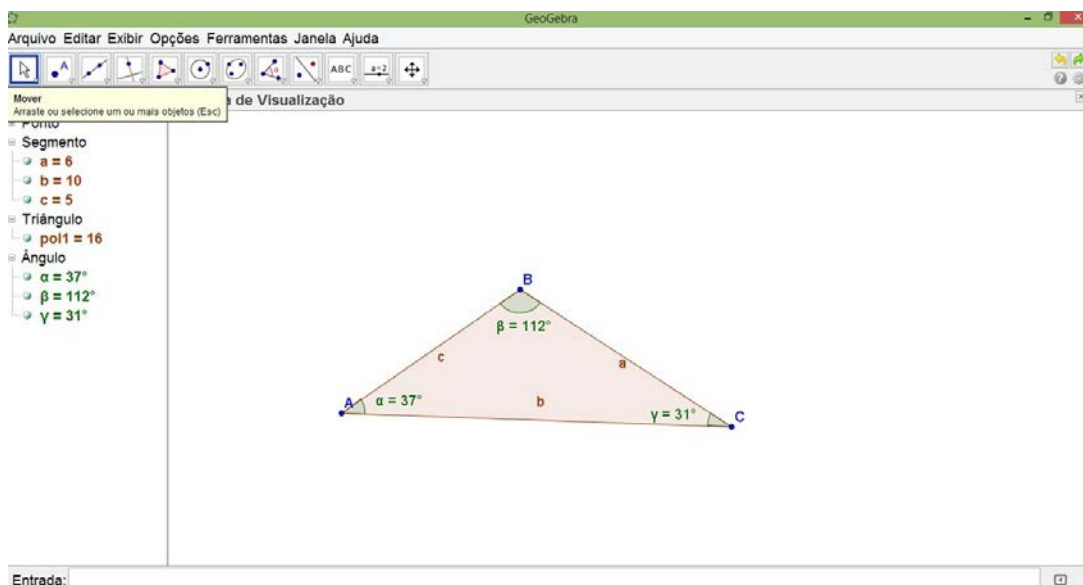 GeoGebra
Arquivo Editar Exibir Opções Ferramentas Janela Ajuda
A
ABC
a=2
Mover
Arraste ou selecione um ou mais objetos (Esc)
a de Visualização
Ponto
Segmento
a = 6
b = 10
c = 5
Triângulo
pol1 = 16
Ângulo
α = 37°
β = 112°
γ = 31°
B
β = 112°
c
a
A
α = 37°
b
γ = 31°
C
Entrada: